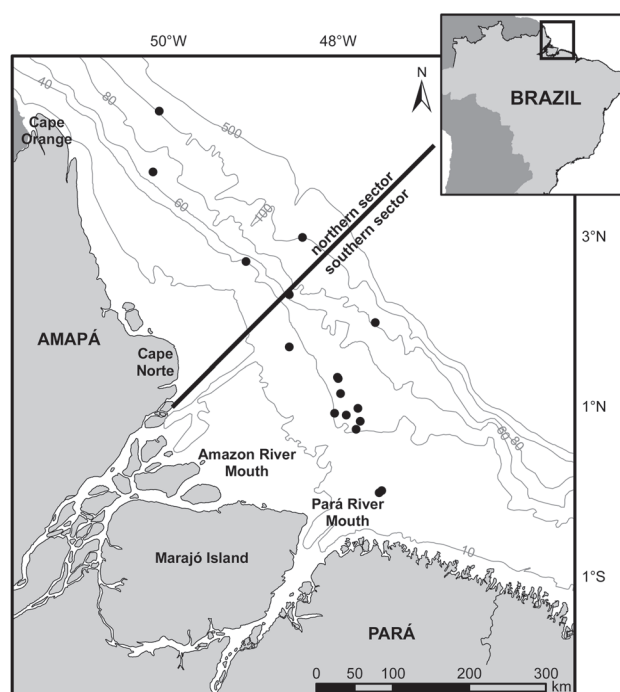 50°W
48°W
N
BRAZIL
40
80
500
Cape
Orange
60
100
northern sector
southern sector
3°N
AMAPÁ
Cape
Norte
1°N
60
80
Amazon River
Mouth
Pará River
Mouth
10
Marajó Island
1°S
PARÁ
0 50 100 200 300
km